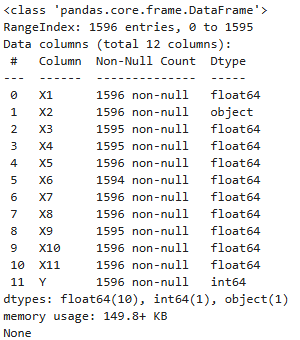 <class 'pandas.core.frame.DataFrame'>
RangeIndex: 1596 entries, 0 to 1595
Data columns (total 12 columns):
 #   Column  Non-Null Count  Dtype
---  ------  --------------  -----
 0   X1      1596 non-null   float64
 1   X2      1596 non-null   object
 2   X3      1595 non-null   float64
 3   X4      1595 non-null   float64
 4   X5      1596 non-null   float64
 5   X6      1594 non-null   float64
 6   X7      1596 non-null   float64
 7   X8      1596 non-null   float64
 8   X9      1595 non-null   float64
 9   X10     1596 non-null   float64
 10  X11     1596 non-null   float64
 11  Y       1596 non-null   int64
dtypes: float64(10), int64(1), object(1)
memory usage: 149.8+ KB
None